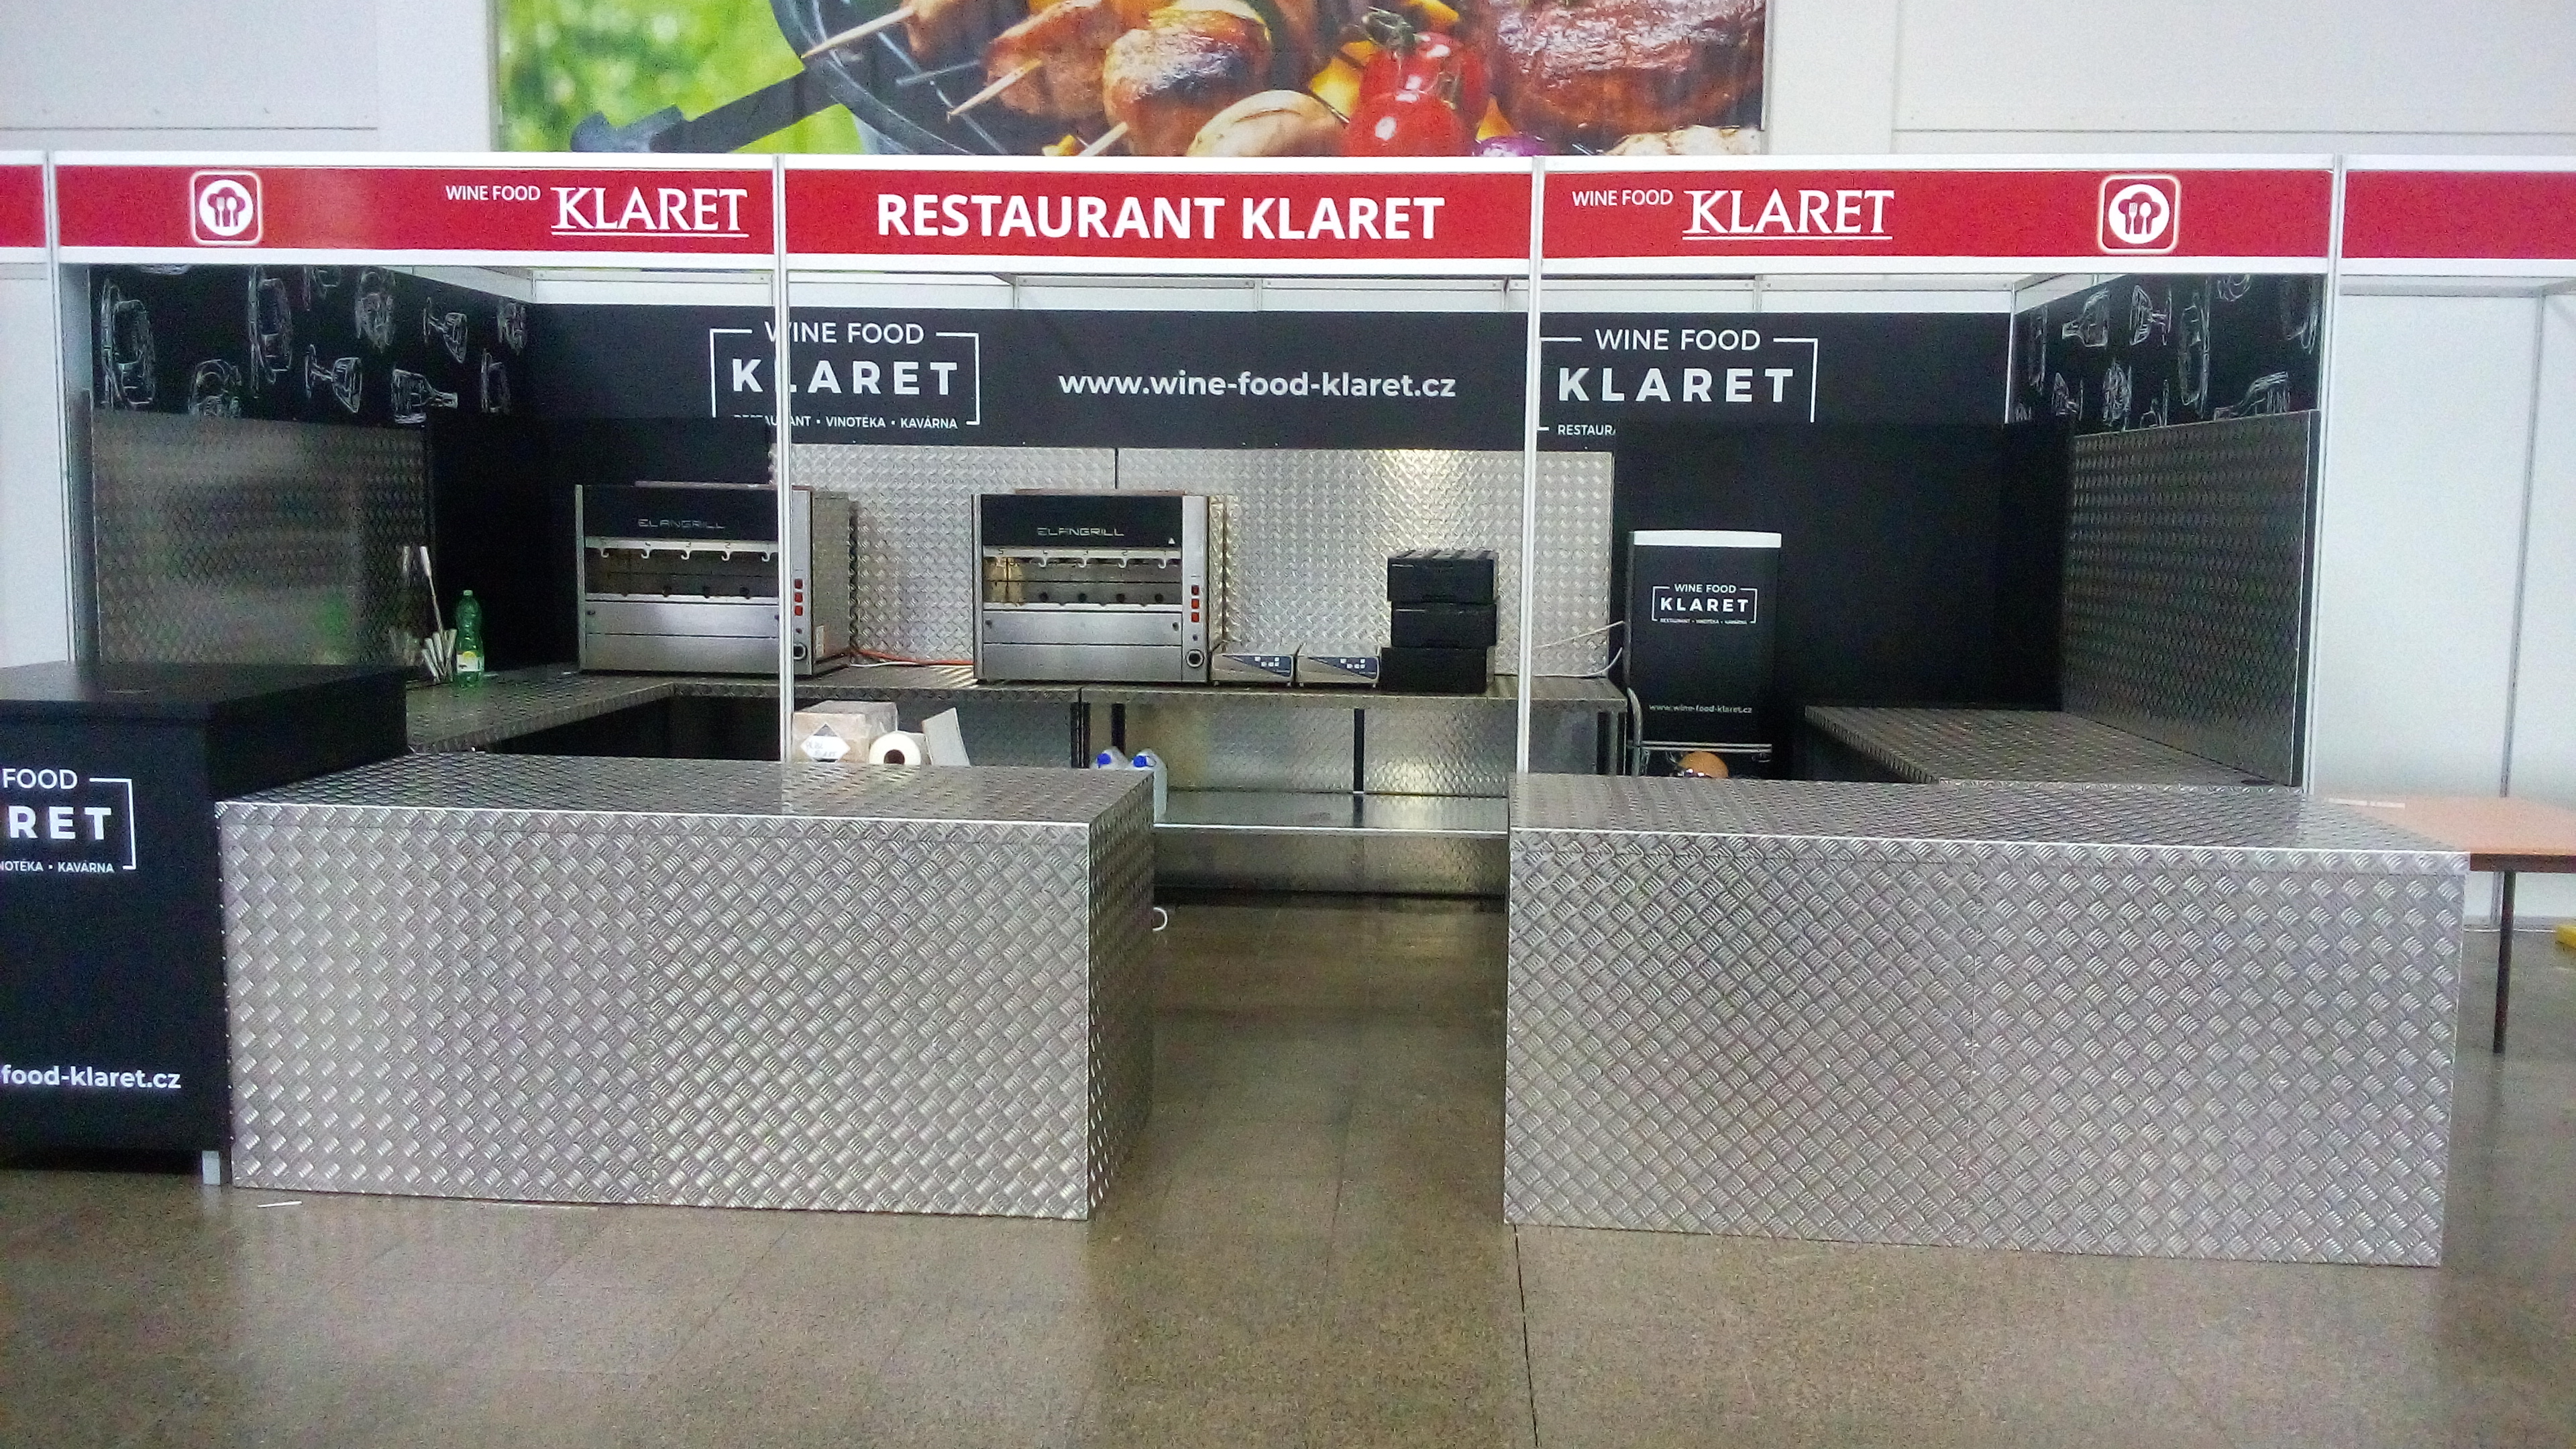 WINE FOOD KLARET
RESTAURANT KLARET
WINE FOOD KLARET
WINE FOOD
KLARET
RESTAURANT • VINOTÉKA • KAVÁRNA
www.wine-food-klaret.cz
WINE FOOD
KLARET
RESTAURA
ELANGRILL
ELANGRILL
WINE FOOD
KLARET
RESTAURANT • VINOTÉKA • KAVÁRNA
www.wine-food-klaret.cz
FOOD
RET
NOTÉKA • KAVÁRNA
food-klaret.cz